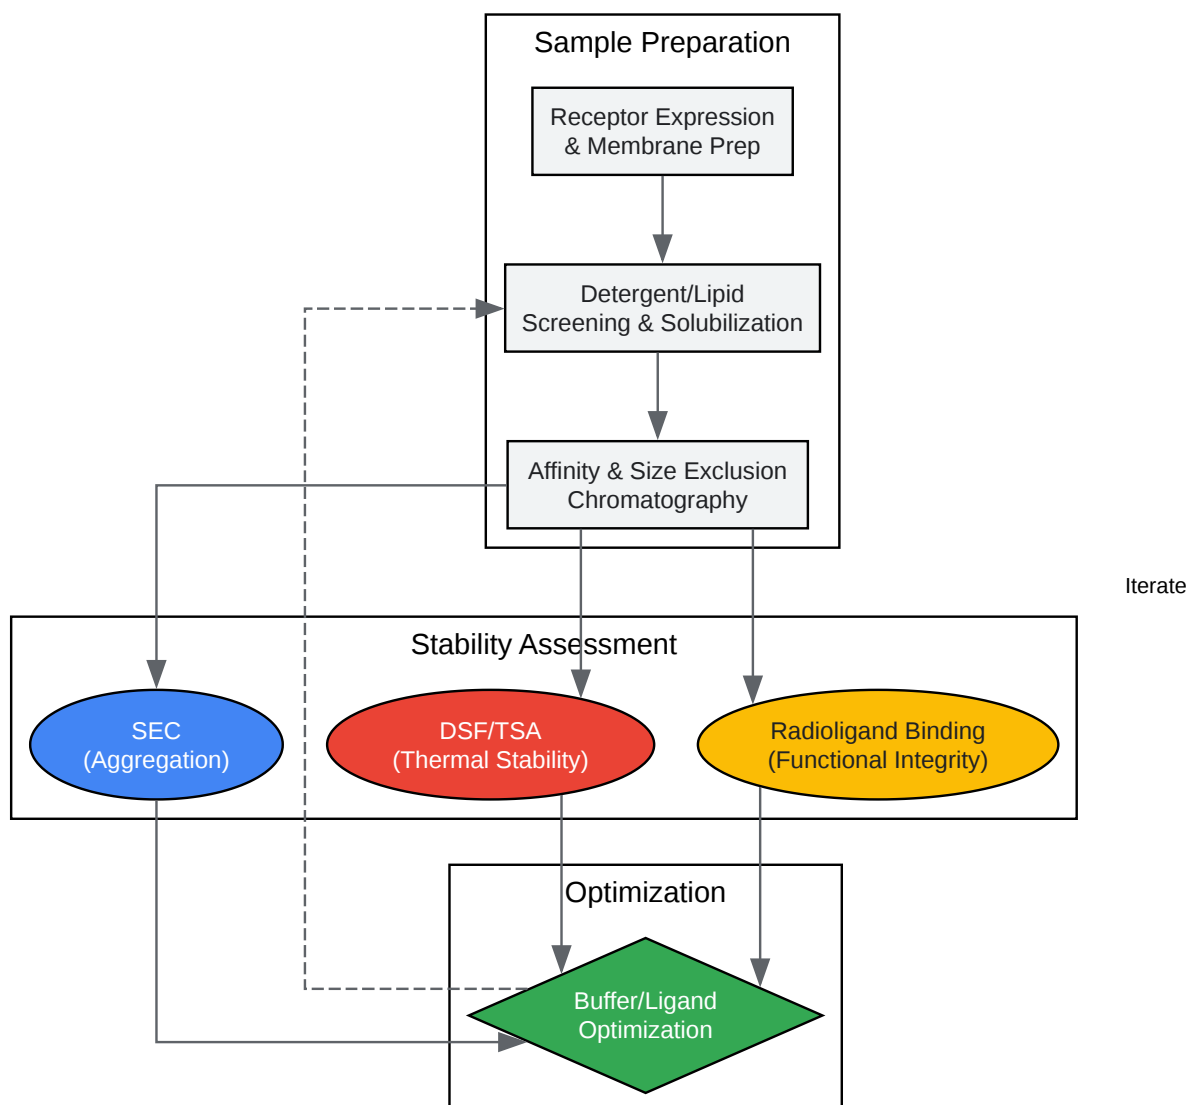 Sample Preparation
Receptor Expression
& Membrane Prep
Detergent/Lipid
Screening & Solubilization
Affinity & Size Exclusion
Chromatography
Iterate
Stability Assessment
SEC
(Aggregation)
DSF/TSA
(Thermal Stability)
Radioligand Binding
(Functional Integrity)
Optimization
Buffer/Ligand
Optimization